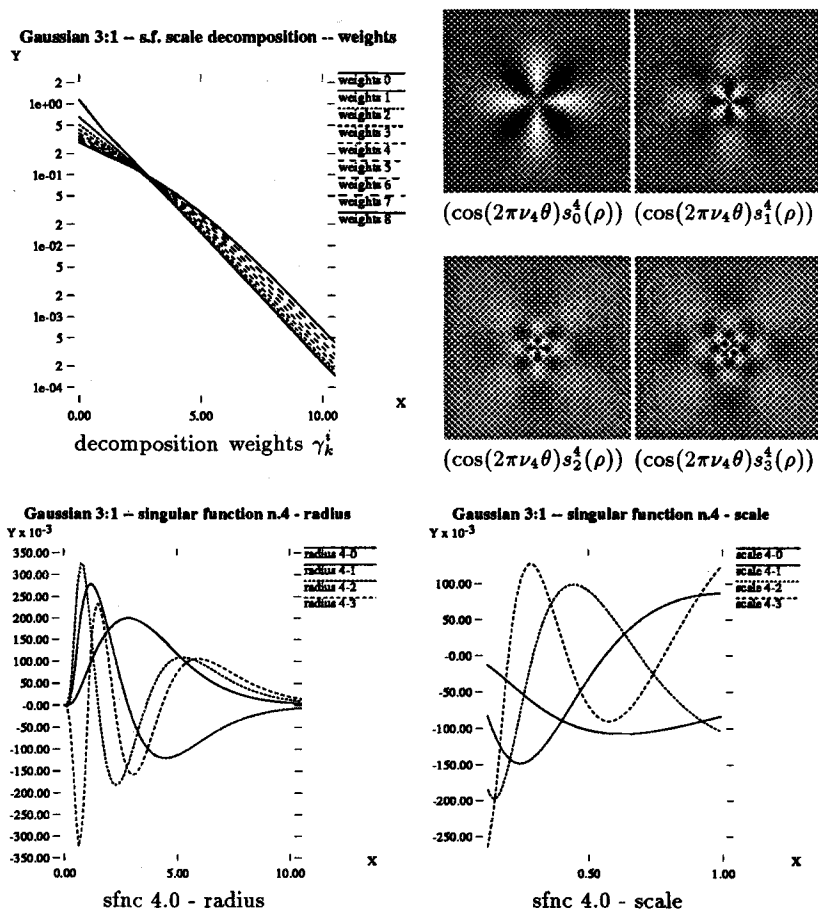 Gaussian 3:1 -- s.f. scale decomposition -- weights
Y
2
1e+00
5
2
1e-01
5
2
1e-02
5
2
1e-03
5
2
1e-04
0.00 5.00 10.00
X
weights 0
weights 1
weights 2
weights 3
weights 4
weights 5
weights 6
weights 7
weights 8
decomposition weights γ_k^i
(cos(2πν₄θ)s₀⁴(ρ)) (cos(2πν₄θ)s₁⁴(ρ))
(cos(2πν₄θ)s₂⁴(ρ)) (cos(2πν₄θ)s₃⁴(ρ))
Gaussian 3:1 -- singular function n.4 - radius
Y x 10⁻³
350.00
300.00
250.00
200.00
150.00
100.00
50.00
-0.00
-50.00
-100.00
-150.00
-200.00
-250.00
-300.00
-350.00
0.00 5.00 10.00
X
radius 4-0
radius 4-1
radius 4-2
radius 4-3
sfnc 4.0 - radius
Gaussian 3:1 -- singular function n.4 - scale
Y x 10⁻³
100.00
50.00
-0.00
-50.00
-100.00
-150.00
-200.00
-250.00
0.50 1.00
X
scale 4-0
scale 4-1
scale 4-2
scale 4-3
sfnc 4.0 - scale